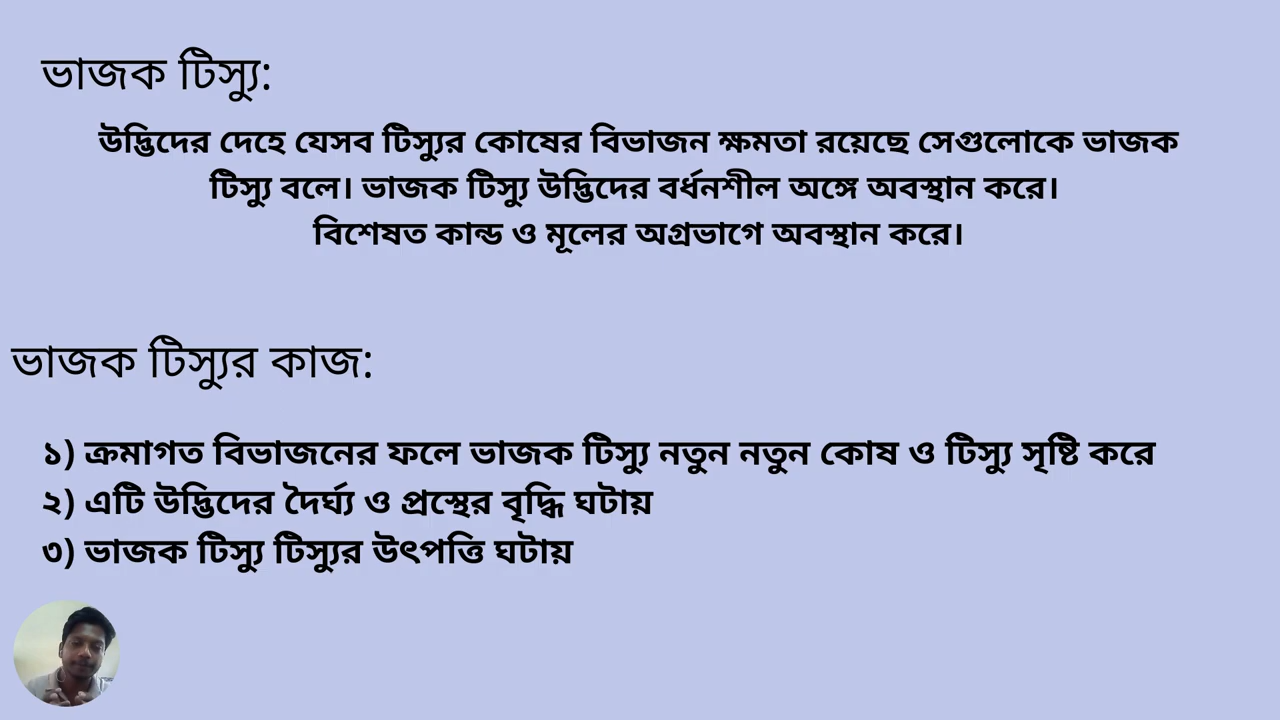 ভাজক টিস্যু:
উদ্ভিদের দেহে যেসব টিস্যুর কোষের বিভাজন ক্ষমতা রয়েছে সেগুলোকে ভাজক
টিস্যু বলে। ভাজক টিস্যু উদ্ভিদের বর্ধনশীল অঙ্গে অবস্থান করে।
বিশেষত কান্ড ও মূলের অগ্রভাগে অবস্থান করে।
ভাজক টিস্যুর কাজ:
১) ক্রমাগত বিভাজনের ফলে ভাজক টিস্যু নতুন নতুন কোষ ও টিস্যু সৃষ্টি করে
২) এটি উদ্ভিদের দৈর্ঘ্য ও প্রস্থের বৃদ্ধি ঘটায়
৩) ভাজক টিস্যু টিস্যুর উৎপত্তি ঘটায়